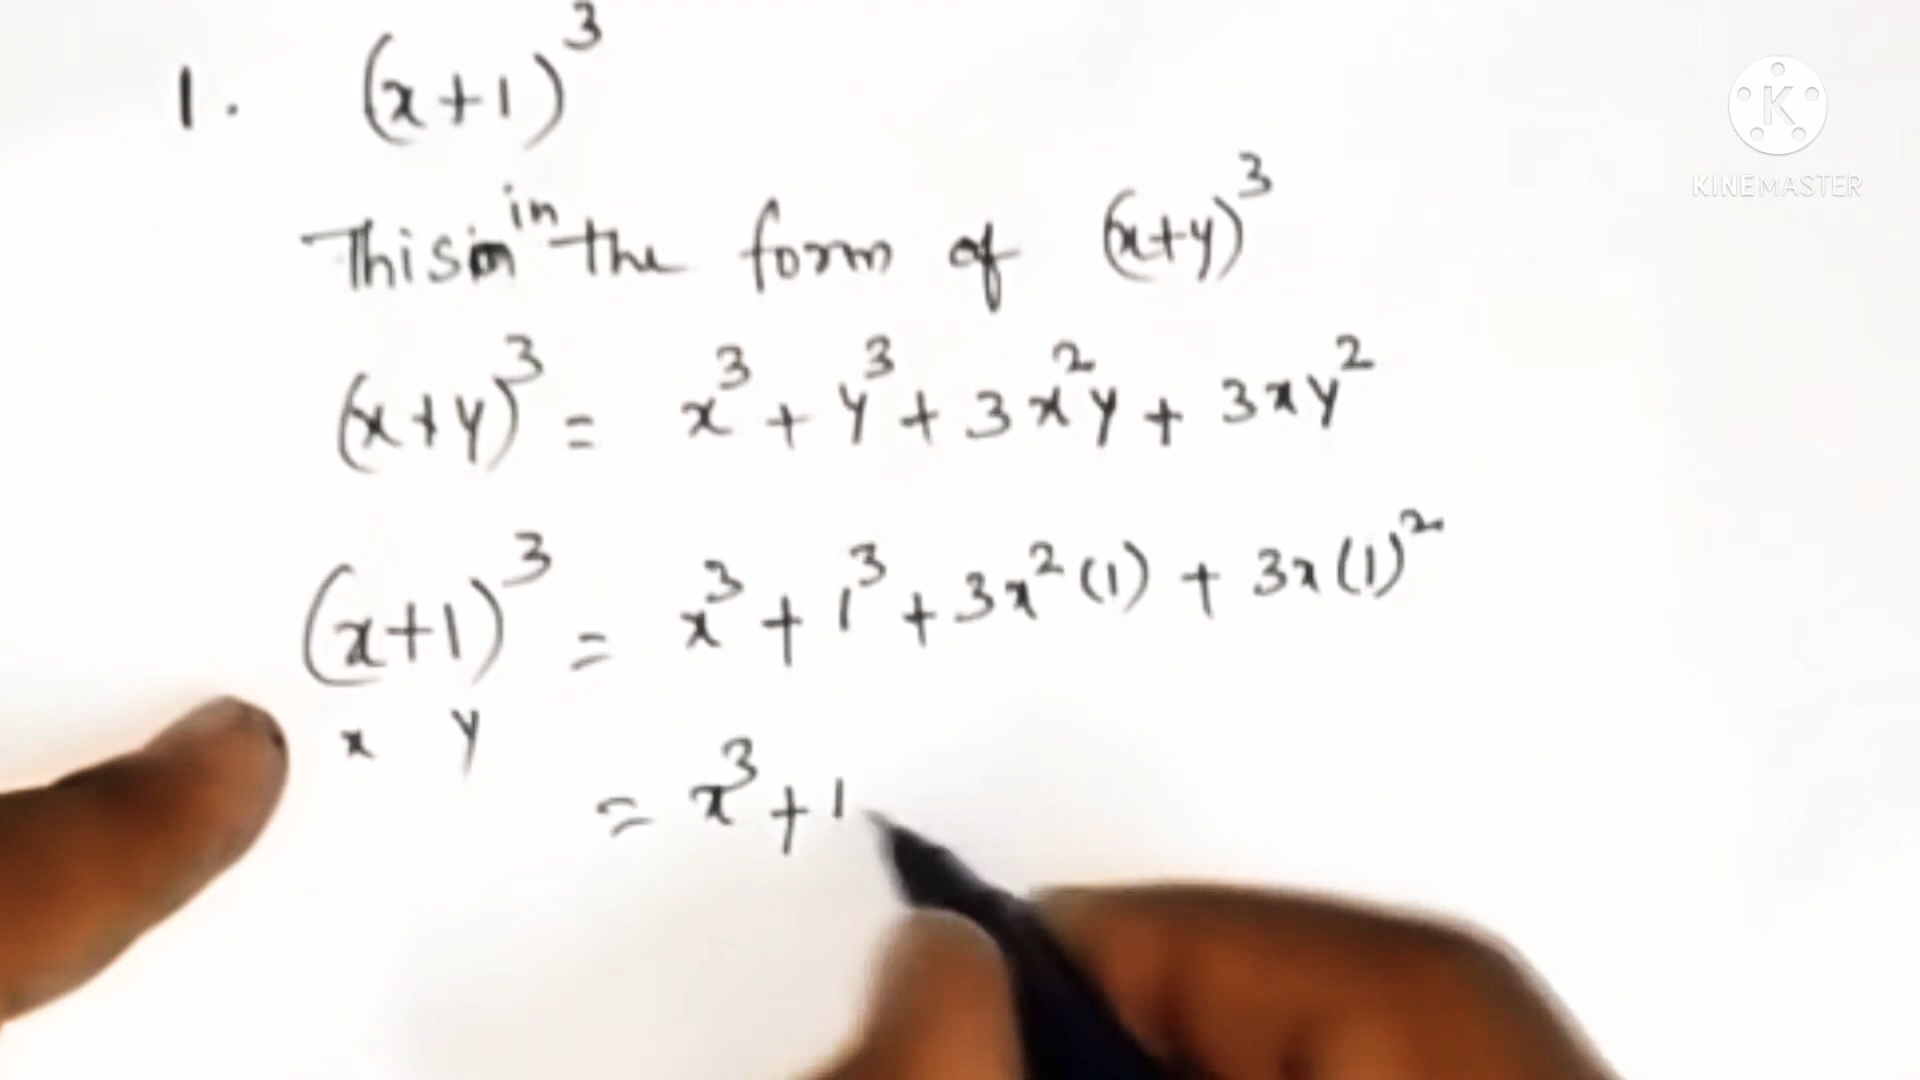 1. (x+1)³
This in in the form of (x+y)³
(x+y)³ = x³ + y³ + 3x²y + 3xy²
(x+1)³ = x³ + 1³ + 3x²(1) + 3x(1)²
x y
= x³ + 1
K
KINEMASTER